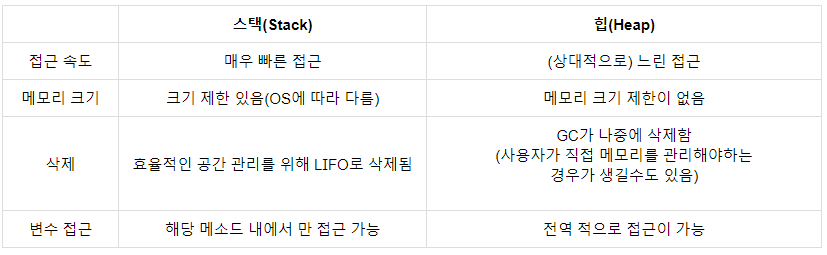 스택(Stack) 힙(Heap)
접근 속도 매우 빠른 접근 (상대적으로) 느린 접근
메모리 크기 크기 제한 있음(OS에 따라 다름) 메모리 크기 제한이 없음
삭제 효율적인 공간 관리를 위해 LIFO로 삭제됨 GC가 나중에 삭제함
(사용자가 직접 메모리를 관리해야하는
경우가 생길수도 있음)
변수 접근 해당 메소드 내에서 만 접근 가능 전역 적으로 접근이 가능